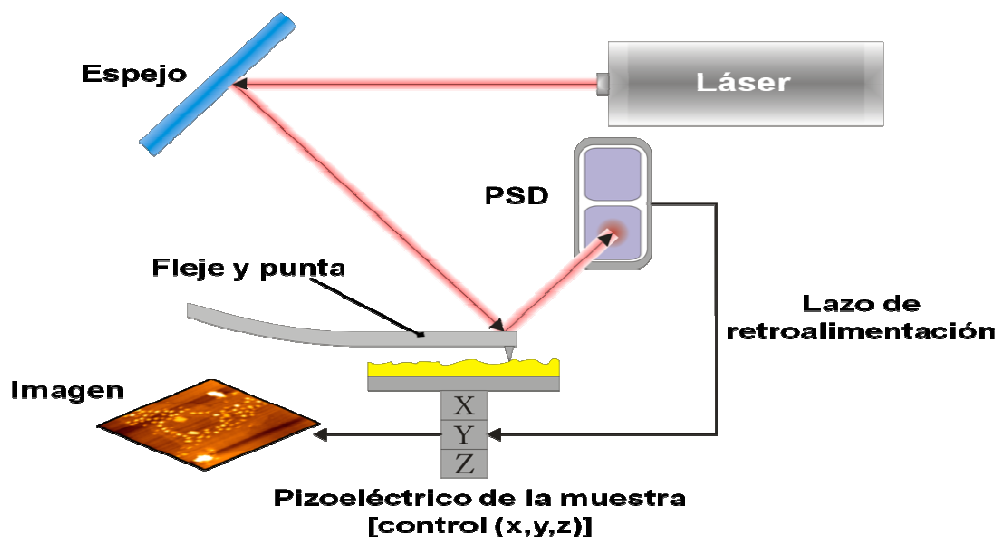 Espejo
Láser
PSD
Fleje y punta
Lazo de
retroalimentación
Imagen
X
Y
Z
Pizoeléctrico de la muestra
[control (x,y,z)]